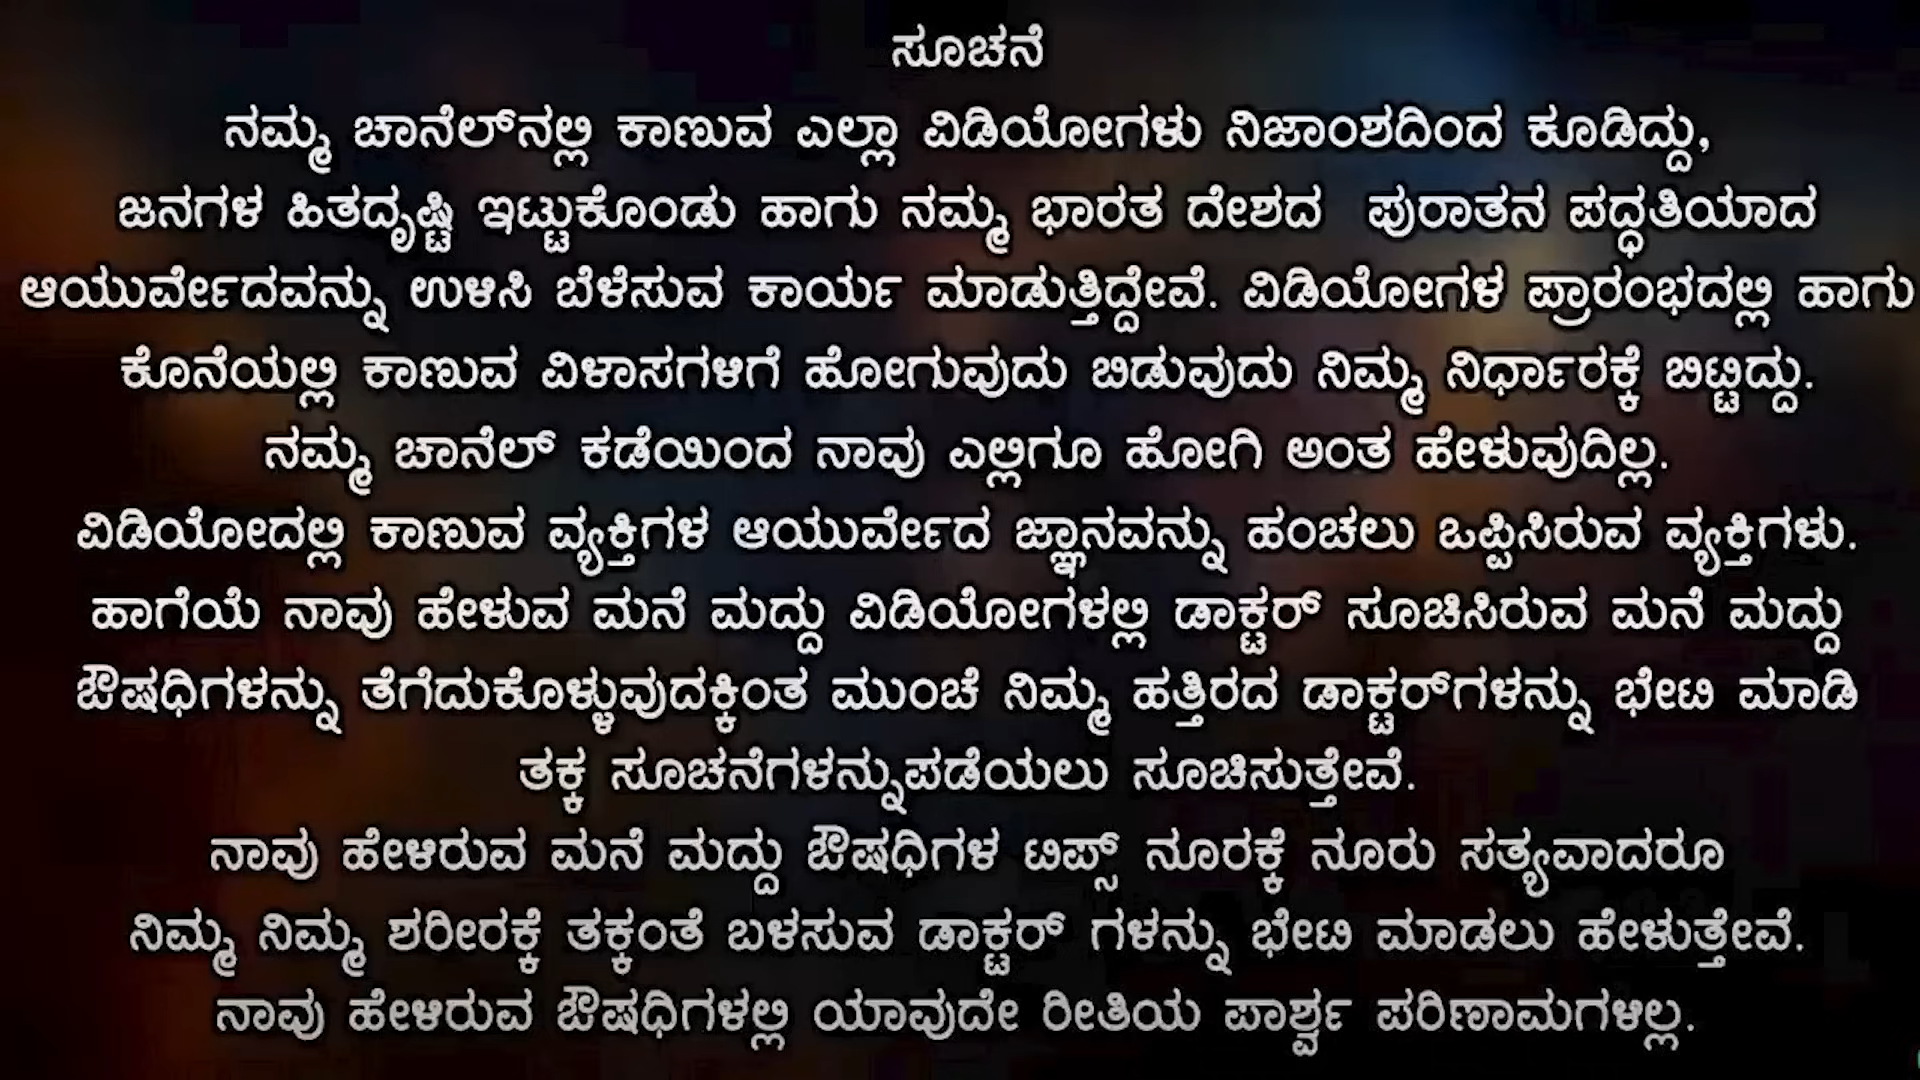 ಸೂಚನೆ
ನಮ್ಮ ಚಾನೆಲ್‌ನಲ್ಲಿ ಕಾಣುವ ಎಲ್ಲಾ ವಿಡಿಯೋಗಳು ನಿಜಾಂಶದಿಂದ ಕೂಡಿದ್ದು,
ಜನಗಳ ಹಿತದೃಷ್ಟಿ ಇಟ್ಟುಕೊಂಡು ಹಾಗು ನಮ್ಮ ಭಾರತ ದೇಶದ ಪುರಾತನ ಪದ್ಧತಿಯಾದ
ಆಯುರ್ವೇದವನ್ನು ಉಳಿಸಿ ಬೆಳೆಸುವ ಕಾರ್ಯ ಮಾಡುತ್ತಿದ್ದೇವೆ. ವಿಡಿಯೋಗಳ ಪ್ರಾರಂಭದಲ್ಲಿ ಹಾಗು
ಕೊನೆಯಲ್ಲಿ ಕಾಣುವ ವಿಳಾಸಗಳಿಗೆ ಹೋಗುವುದು ಬಿಡುವುದು ನಿಮ್ಮ ನಿರ್ಧಾರಕ್ಕೆ ಬಿಟ್ಟಿದ್ದು.
ನಮ್ಮ ಚಾನೆಲ್ ಕಡೆಯಿಂದ ನಾವು ಎಲ್ಲಿಗೂ ಹೋಗಿ ಅಂತ ಹೇಳುವುದಿಲ್ಲ.
ವಿಡಿಯೋದಲ್ಲಿ ಕಾಣುವ ವ್ಯಕ್ತಿಗಳ ಆಯುರ್ವೇದ ಜ್ಞಾನವನ್ನು ಹಂಚಲು ಒಪ್ಪಿಸಿರುವ ವ್ಯಕ್ತಿಗಳು.
ಹಾಗೆಯೆ ನಾವು ಹೇಳುವ ಮನೆ ಮದ್ದು ವಿಡಿಯೋಗಳಲ್ಲಿ ಡಾಕ್ಟರ್ ಸೂಚಿಸಿರುವ ಮನೆ ಮದ್ದು
ಔಷಧಿಗಳನ್ನು ತೆಗೆದುಕೊಳ್ಳುವುದಕ್ಕಿಂತ ಮುಂಚೆ ನಿಮ್ಮ ಹತ್ತಿರದ ಡಾಕ್ಟರ್‌ಗಳನ್ನು ಭೇಟಿ ಮಾಡಿ
ತಕ್ಕ ಸೂಚನೆಗಳನ್ನುಪಡೆಯಲು ಸೂಚಿಸುತ್ತೇವೆ.
ನಾವು ಹೇಳಿರುವ ಮನೆ ಮದ್ದು ಔಷಧಿಗಳ ಟಿಪ್ಸ್ ನೂರಕ್ಕೆ ನೂರು ಸತ್ಯವಾದರೂ
ನಿಮ್ಮ ನಿಮ್ಮ ಶರೀರಕ್ಕೆ ತಕ್ಕಂತೆ ಬಳಸುವ ಡಾಕ್ಟರ್ ಗಳನ್ನು ಭೇಟಿ ಮಾಡಲು ಹೇಳುತ್ತೇವೆ.
ನಾವು ಹೇಳಿರುವ ಔಷಧಿಗಳಲ್ಲಿ ಯಾವುದೇ ರೀತಿಯ ಪಾರ್ಶ್ವ ಪರಿಣಾಮಗಳಿಲ್ಲ.